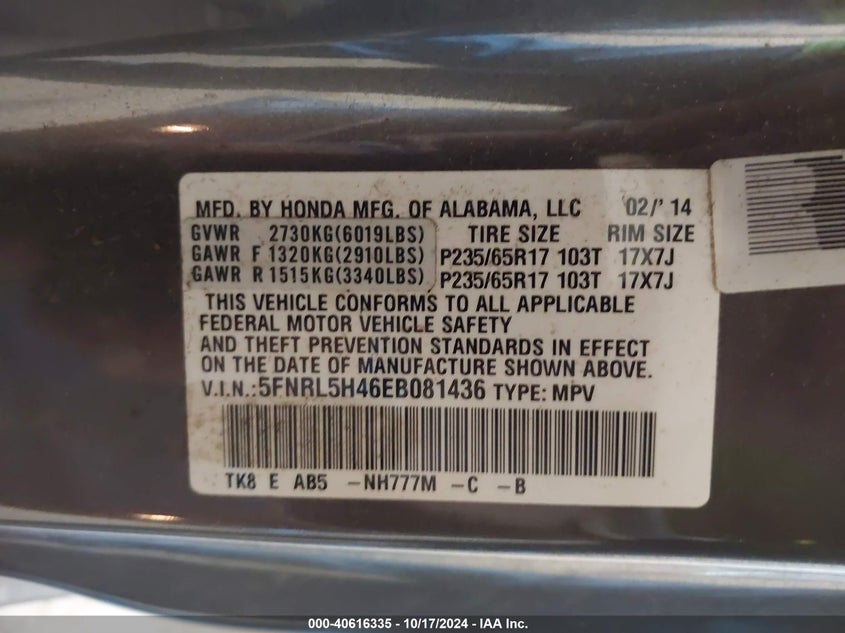 MFD. BY HONDA MFG. OF ALABAMA, LLC 02/' 14
GVWR 2730KG(6019LBS) TIRE SIZE RIM SIZE
GAWR F 1320KG(2910LBS) P235/65R17 103T 17X7J
GAWR R 1515KG(3340LBS) P235/65R17 103T 17X7J
THIS VEHICLE CONFORMS TO ALL APPLICABLE
FEDERAL MOTOR VEHICLE SAFETY
AND THEFT PREVENTION STANDARDS IN EFFECT
ON THE DATE OF MANUFACTURE SHOWN ABOVE.
V.I.N.:5FNRL5H46EB081436 TYPE: MPV
TK8 E AB5 -NH777M -C -B
000-40616335 - 10/17/2024 - IAA Inc.